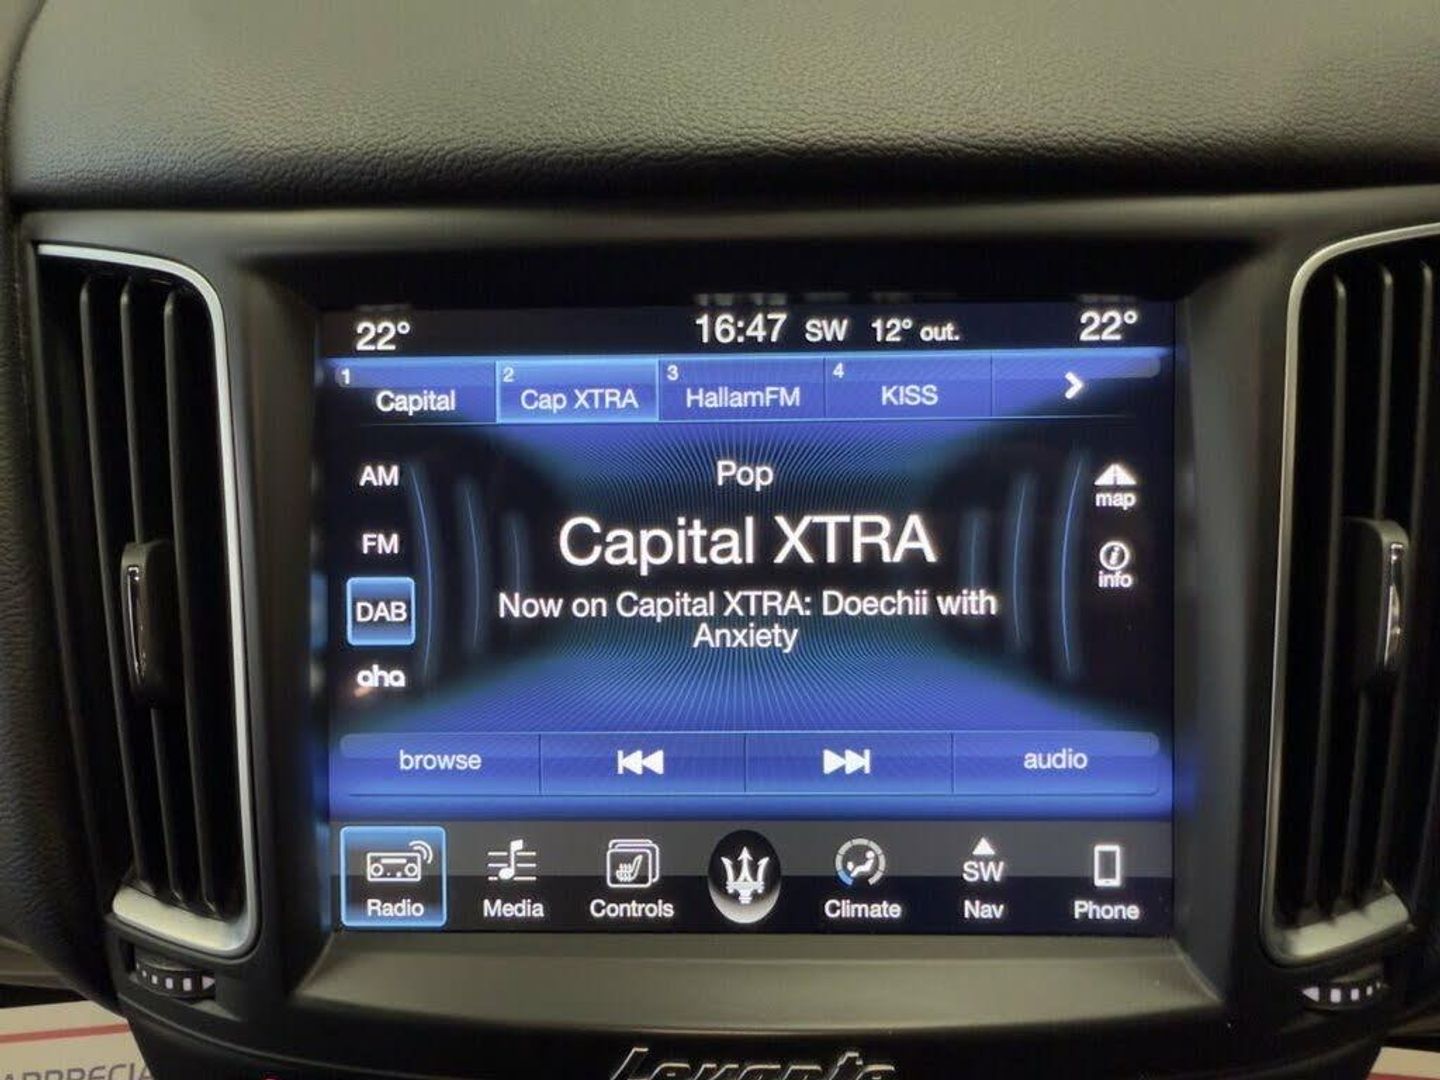 22° 16:47 SW 12° out. 22°
1 Capital 2 Cap XTRA 3 HallamFM 4 KISS
AM
Pop
map
Capital XTRA
FM
info
DAB
Now on Capital XTRA: Doechii with
Anxiety
aha
browse audio
SW
Radio Media Controls Climate Nav Phone
Levante